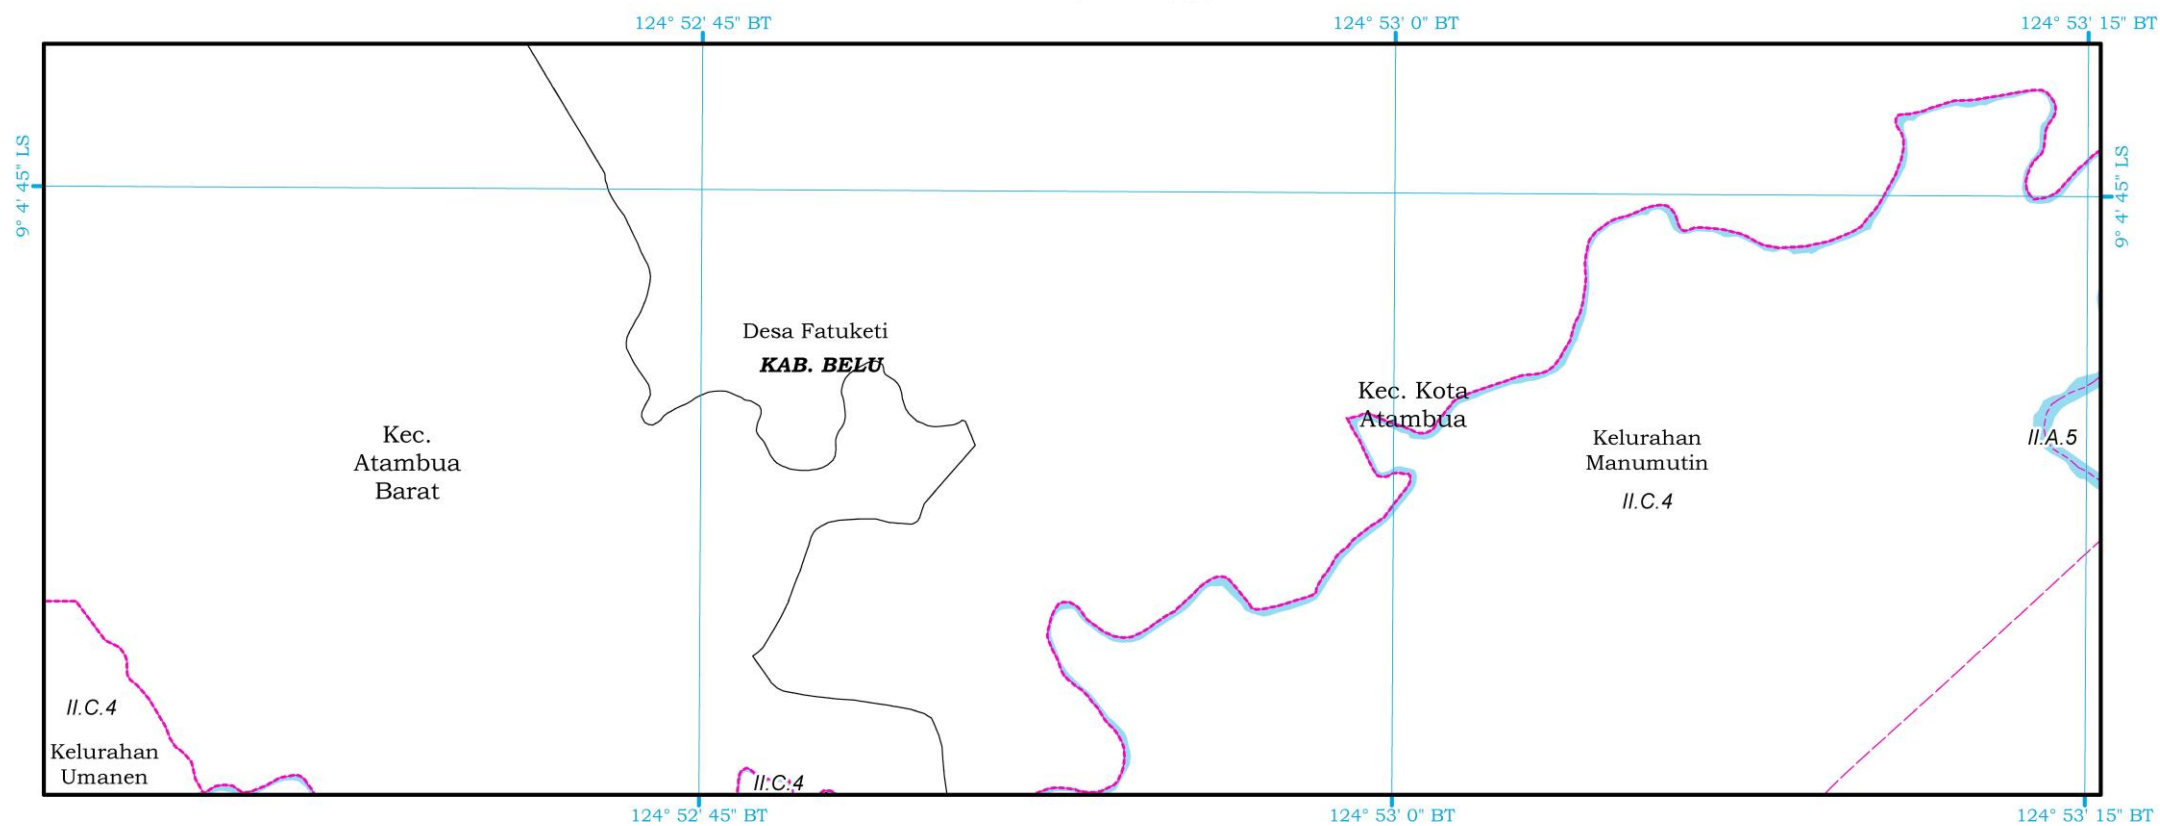 124° 52' 45" BT
124° 53' 0" BT
124° 53' 15" BT
9° 4' 45" LS
9° 4' 45" LS
Desa Fatuketi
KAB. BELU
Kec. Kota
Atambua
Kec.
Atambua
Barat
Kelurahan
Manumutin
II.C.4
II.A.5
II.C.4
Kelurahan
Umanen
II.C.4
124° 52' 45" BT
124° 53' 0" BT
124° 53' 15" BT